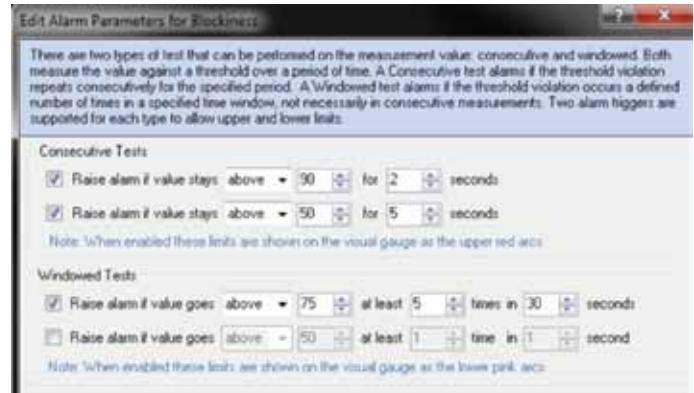 Edit Alarm Parameters for Blockiness
There are two types of test that can be performed on the measurement value: consecutive and windowed. Both
measure the value against a threshold over a period of time. A Consecutive test alarms if the threshold violation
repeats consecutively for the specified period. A Windowed test alarms if the threshold violation occurs a defined
number of times in a specified time window, not necessarily in consecutive measurements. Two alarm triggers are
supported for each type to allow upper and lower limits.
Consecutive Tests
Raise alarm if value stays above 90 for 2 seconds
Raise alarm if value stays above 50 for 5 seconds
Note: When enabled these limits are shown on the visual gauge as the upper red arcs
Windowed Tests
Raise alarm if value goes above 75 at least 5 times in 30 seconds
Raise alarm if value goes above 50 at least 1 time in 1 second
Note: When enabled these limits are shown on the visual gauge as the lower pink arcs